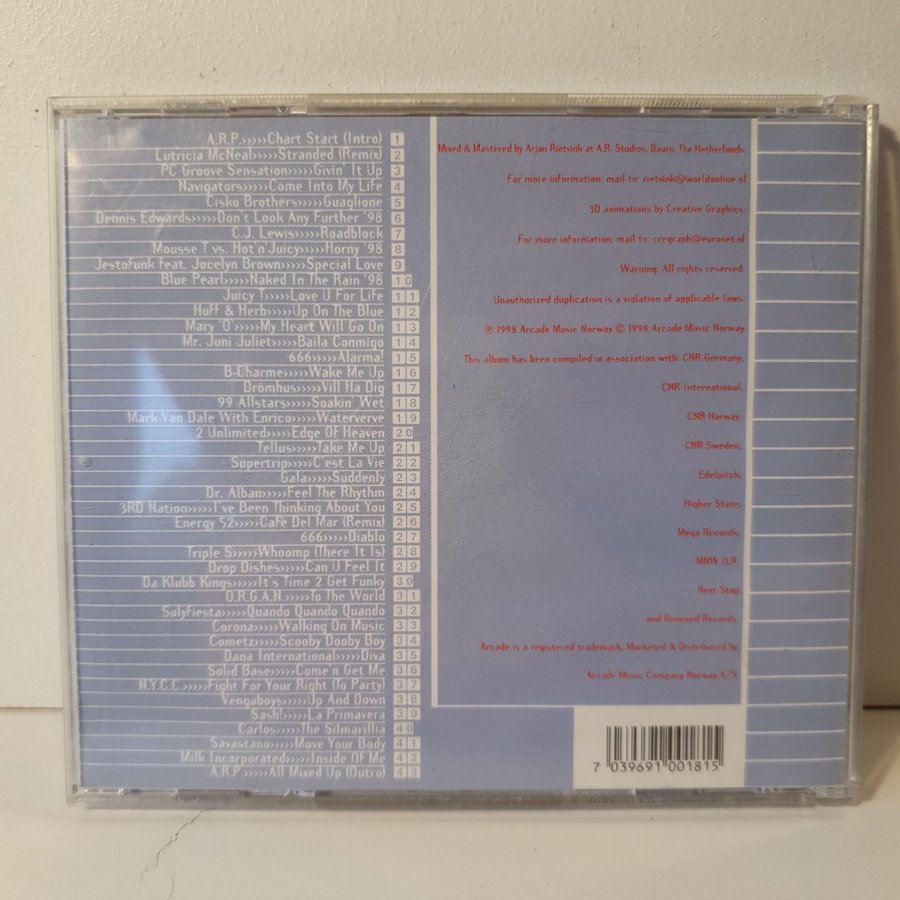 A.R.P.>>>>>Chart Start (Intro) 1
Lutricia McNeal>>>>>Stranded (Remix) 2
PC Groove Sensation>>>>>Givin' It Up 3
Navigators>>>>>Come Into My Life 4
Cisko Brothers>>>>>Guaglione 5
Dennis Edwards>>>>>Don't Look Any Further '98 6
C.J. Lewis>>>>>Roadblock 7
Mousse T vs. Hot'n'Juicy>>>>>Horny '98 8
Jestofunk feat. Jocelyn Brown>>>>>Special Love 9
Blue Pearl>>>>>Naked In The Rain '98 10
Juicy T>>>>>Love U For Life 11
Huff & Herb>>>>>Up On The Blue 12
Mary 'O'>>>>>My Heart Will Go On 13
Mr. Juni Juliet>>>>>Baila Conmigo 14
666>>>>>Alarma! 15
B-Charme>>>>>Wake Me Up 16
Drömhus>>>>>Vill Ha Dig 17
99 Allstars>>>>>Soakin' Wet 18
Mark Van Dale With Enrico>>>>>Waterverve 19
2 Unlimited>>>>>Edge Of Heaven 20
Tellus>>>>>Take Me Up 21
Supertrip>>>>>C'est La Vie 22
Gala>>>>>Suddenly 23
Dr. Alban>>>>>Feel The Rhythm 24
3RD Nation>>>>>I've Been Thinking About You 25
Energy 52>>>>>Café Del Mar (Remix) 26
666>>>>>Diablo 27
Triple S>>>>>Whoomp (There It Is) 28
Drop Dishes>>>>>Can U Feel It 29
Da Klubb Kings>>>>>It's Time 2 Get Funky 30
O.R.G.A.N.>>>>>To The World 31
Solyfiesta>>>>>Quando Quando Quando 32
Corona>>>>>Walking On Music 33
Cometz>>>>>Scooby Dooby Boy 34
Dana International>>>>>Diva 35
Solid Base>>>>>Come'n Get Me 36
N.Y.C.C.>>>>>Fight For Your Right (To Party) 37
Vengaboys>>>>>Up And Down 38
Sash!>>>>>La Primavera 39
Carlos>>>>>The Silmarillia 40
Savastano>>>>>Move Your Body 41
Milk Incorporated>>>>>Inside Of Me 42
A.R.P.>>>>>All Mixed Up (Outro) 43
Mixed & Mastered by Arjan Rietvink at A.R. Studios, Baarn, The Netherlands.
For more information, mail to: rietvink@worldonline.nl
3D animations by Creative Graphics.
For more information, mail to: cregraph@euronet.nl
Warning: All rights reserved.
Unauthorized duplication is a violation of applicable laws.
℗ 1998 Arcade Music Norway © 1998 Arcade Music Norway
This album has been compiled in association with: CNR Germany,
CNR International,
CNR Norway,
CNR Sweden,
Edelpitch,
Higher State,
Mega Records,
MNW ILR,
Next Stop
and Remixed Records.
Arcade is a registered trademark, Marketed & Distributed by
Arcade Music Company Norway A/S
7 039691 001815